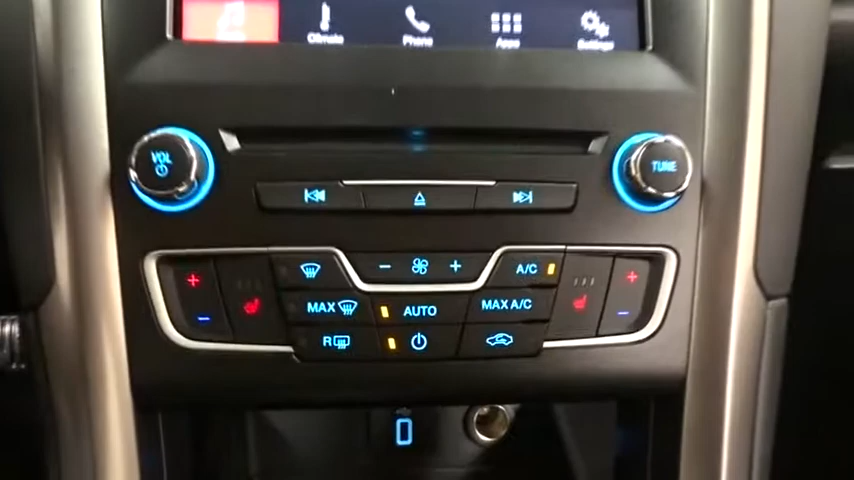 Climate
Phone
Apps
Settings
VOL
TUNE
A/C
MAX
AUTO
MAX A/C
R